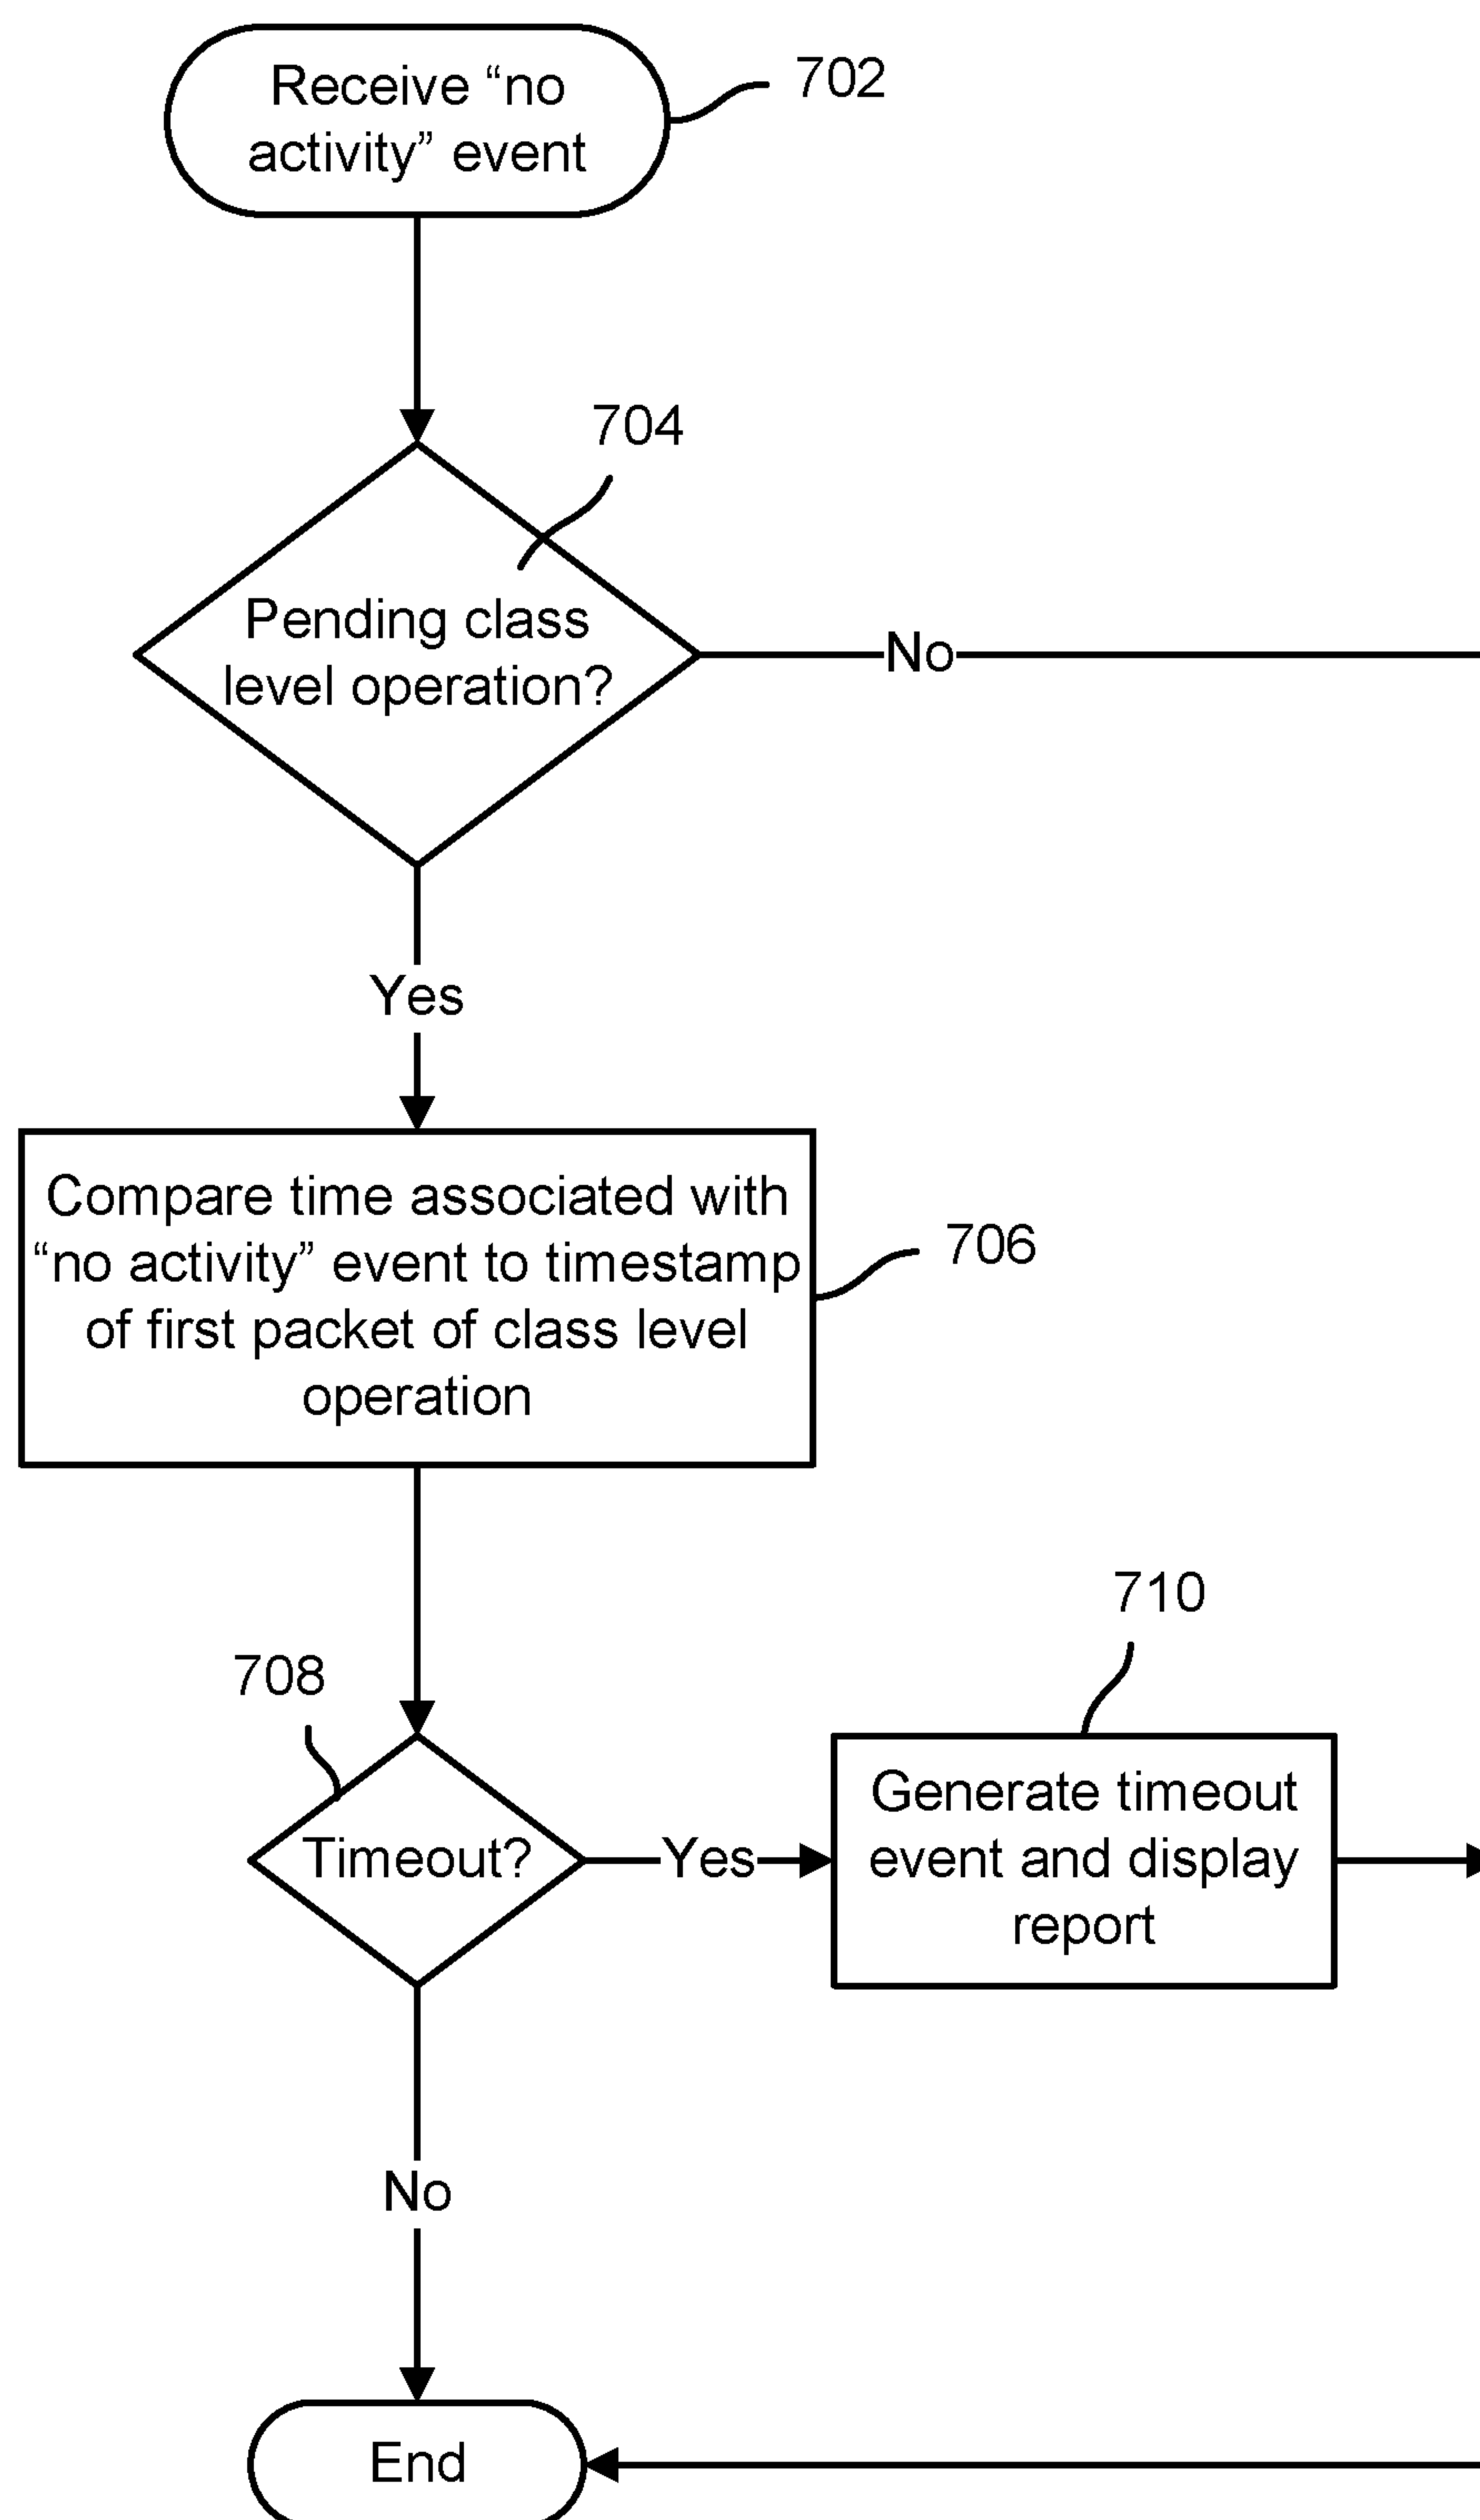 Receive “no
activity” event
702
704
Pending class
level operation?
No
Yes
Compare time associated with
“no activity” event to timestamp
of first packet of class level
operation
706
710
708
Timeout?
Yes
Generate timeout
event and display
report
No
End